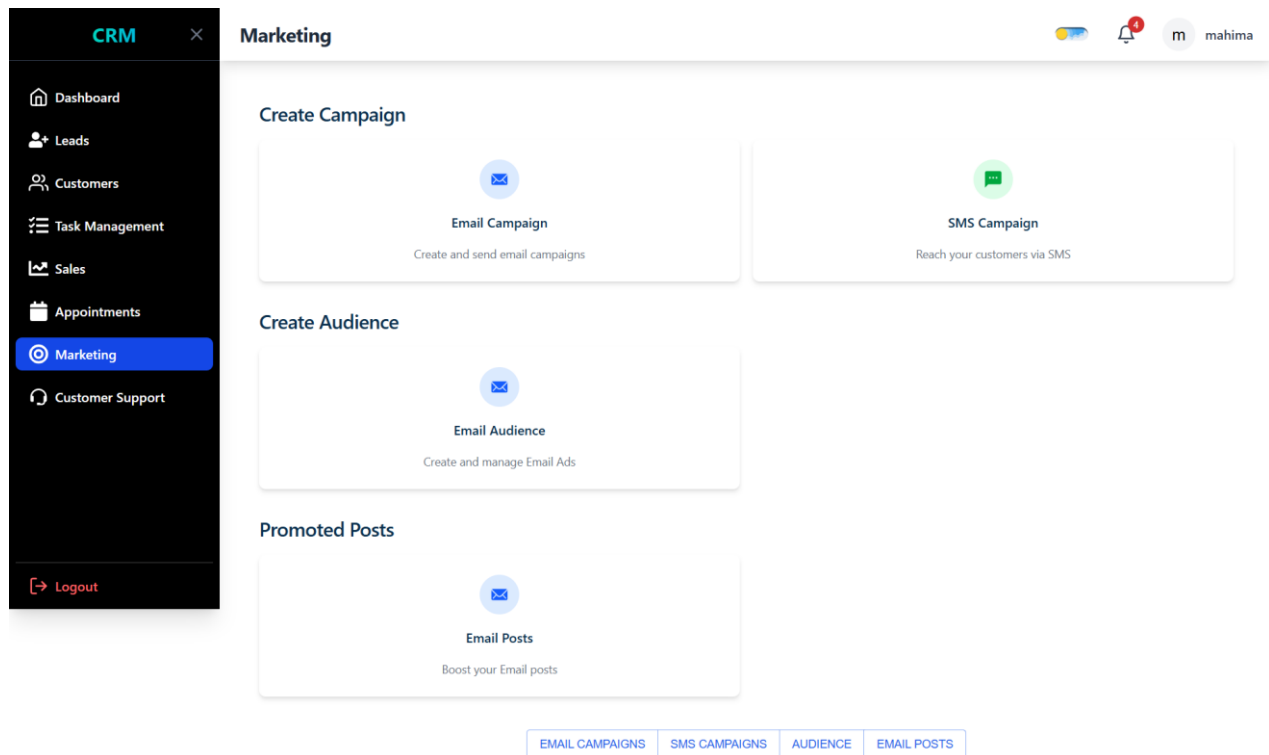 CRM
Marketing
4
m mahima
Dashboard
Leads
Customers
Task Management
Sales
Appointments
Marketing
Customer Support
Logout
Create Campaign
Email Campaign
Create and send email campaigns
SMS Campaign
Reach your customers via SMS
Create Audience
Email Audience
Create and manage Email Ads
Promoted Posts
Email Posts
Boost your Email posts
EMAIL CAMPAIGNS SMS CAMPAIGNS AUDIENCE EMAIL POSTS